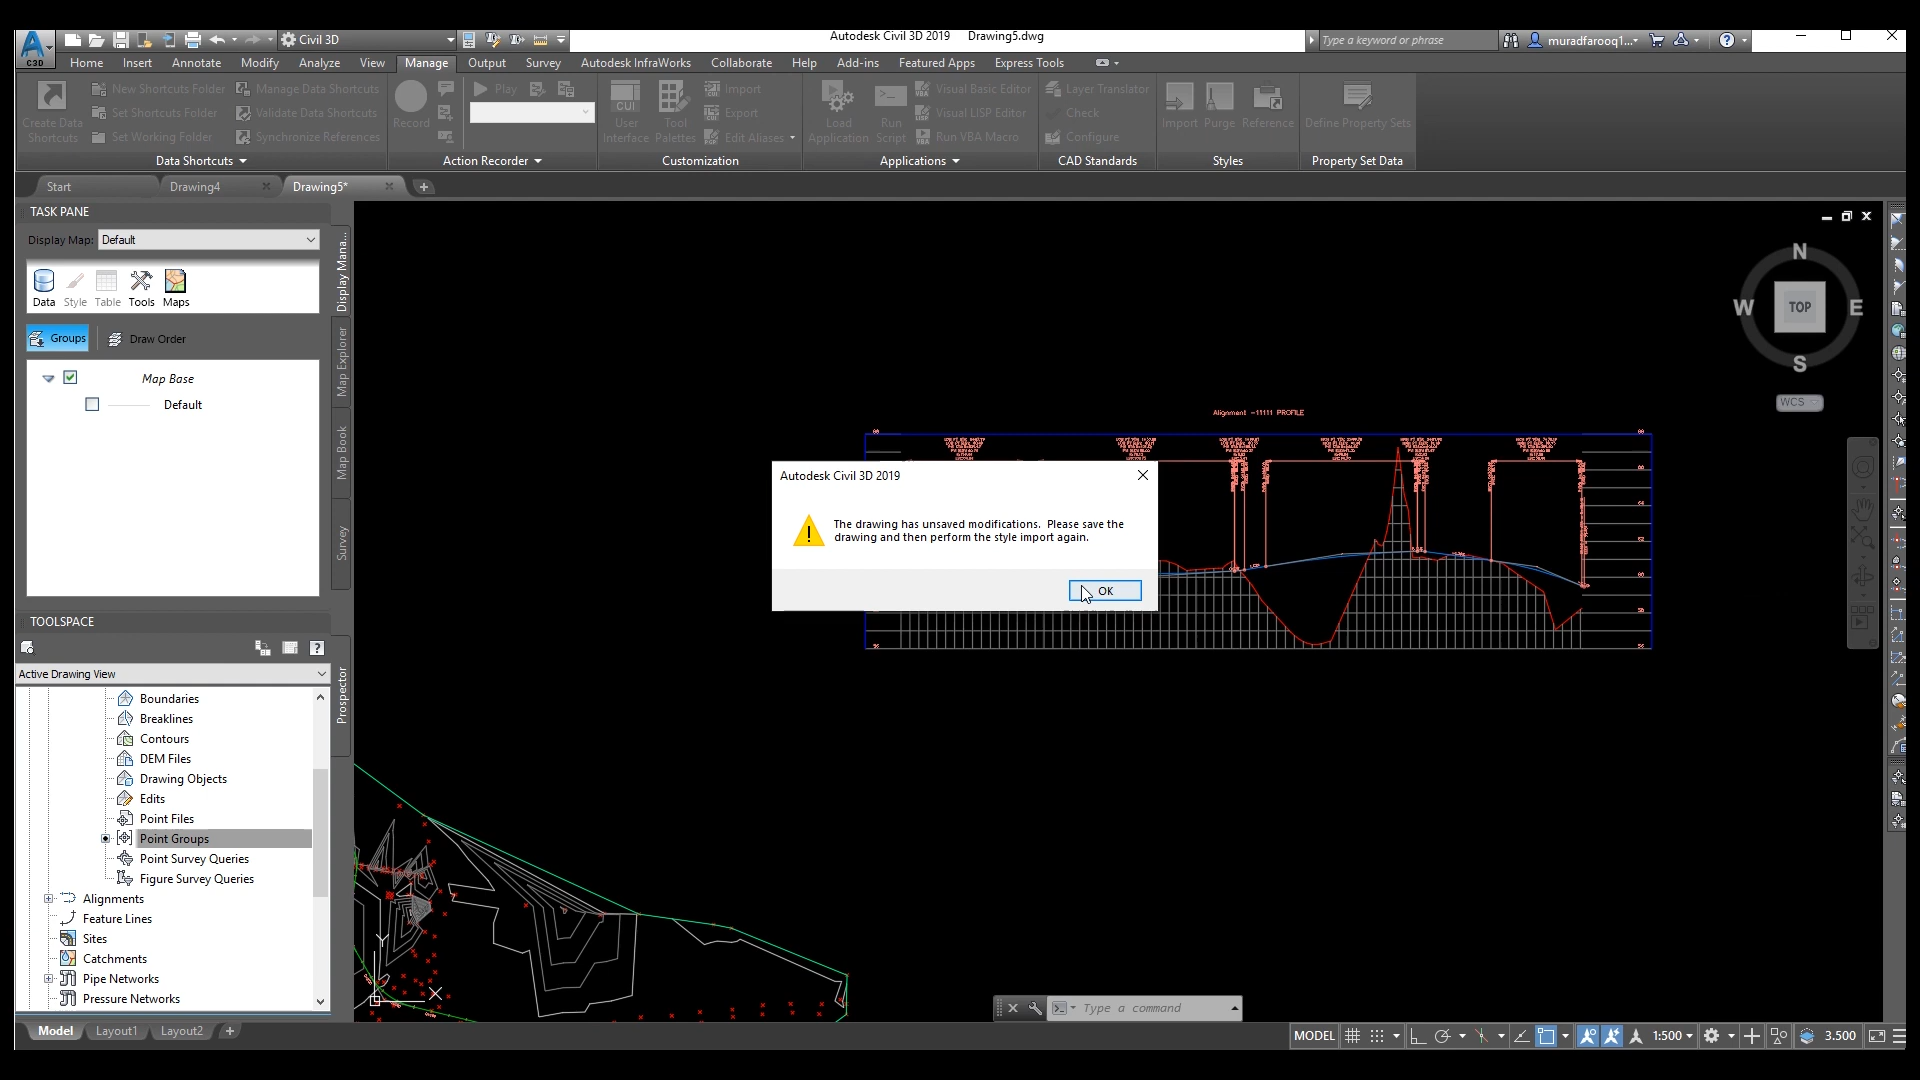 C3D
Civil 3D
Autodesk Civil 3D 2019 Drawing5.dwg
Type a keyword or phrase
muradfarooq1...
Home Insert Annotate Modify Analyze View Manage Output Survey Autodesk InfraWorks Collaborate Help Add-ins Featured Apps Express Tools
Create Data Shortcuts
New Shortcuts Folder
Set Shortcuts Folder
Set Working Folder
Manage Data Shortcuts
Validate Data Shortcuts
Synchronize References
Data Shortcuts
Record
Play
Action Recorder
CUI
User Interface
Tool Palettes
Import
Export
Edit Aliases
Customization
Load Application
Run Script
Visual Basic Editor
Visual LISP Editor
Run VBA Macro
Applications
Layer Translator
Check
Configure
CAD Standards
Import
Purge
Reference
Styles
Define Property Sets
Property Set Data
Start
Drawing4
Drawing5*
TASK PANE
Display Map: Default
Data Style Table Tools Maps
Groups
Draw Order
Map Base
Default
Display Mana...
Map Explorer
Map Book
Survey
N
W TOP E
S
WCS
Alignment -11111 PROFILE
Autodesk Civil 3D 2019
The drawing has unsaved modifications. Please save the
drawing and then perform the style import again.
OK
TOOLSPACE
Active Drawing View
Prospector
Boundaries
Breaklines
Contours
DEM Files
Drawing Objects
Edits
Point Files
Point Groups
Point Survey Queries
Figure Survey Queries
Alignments
Feature Lines
Sites
Catchments
Pipe Networks
Pressure Networks
Y
X
Type a command
Model Layout1 Layout2
MODEL
1:500
3.500